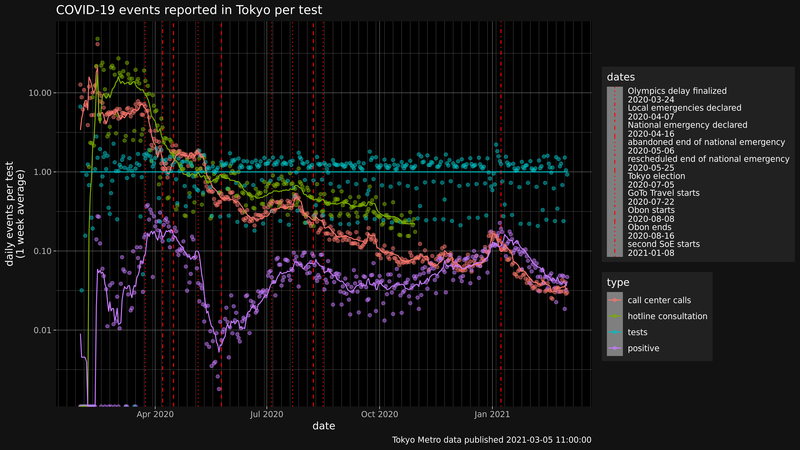 COVID-19 events reported in Tokyo per test
10.00
1.00
0.10
0.01
daily events per test
(1 week average)
Apr 2020
Jul 2020
Oct 2020
Jan 2021
date
Tokyo Metro data published 2021-03-05 11:00:00
dates
Olympics delay finalized
2020-03-24
Local emergencies declared
2020-04-07
National emergency declared
2020-04-16
abandoned end of national emergency
2020-05-06
rescheduled end of national emergency
2020-05-25
Tokyo election
2020-07-05
GoTo Travel starts
2020-07-22
Obon starts
2020-08-08
Obon ends
2020-08-16
second SoE starts
2021-01-08
type
call center calls
hotline consultation
tests
positive